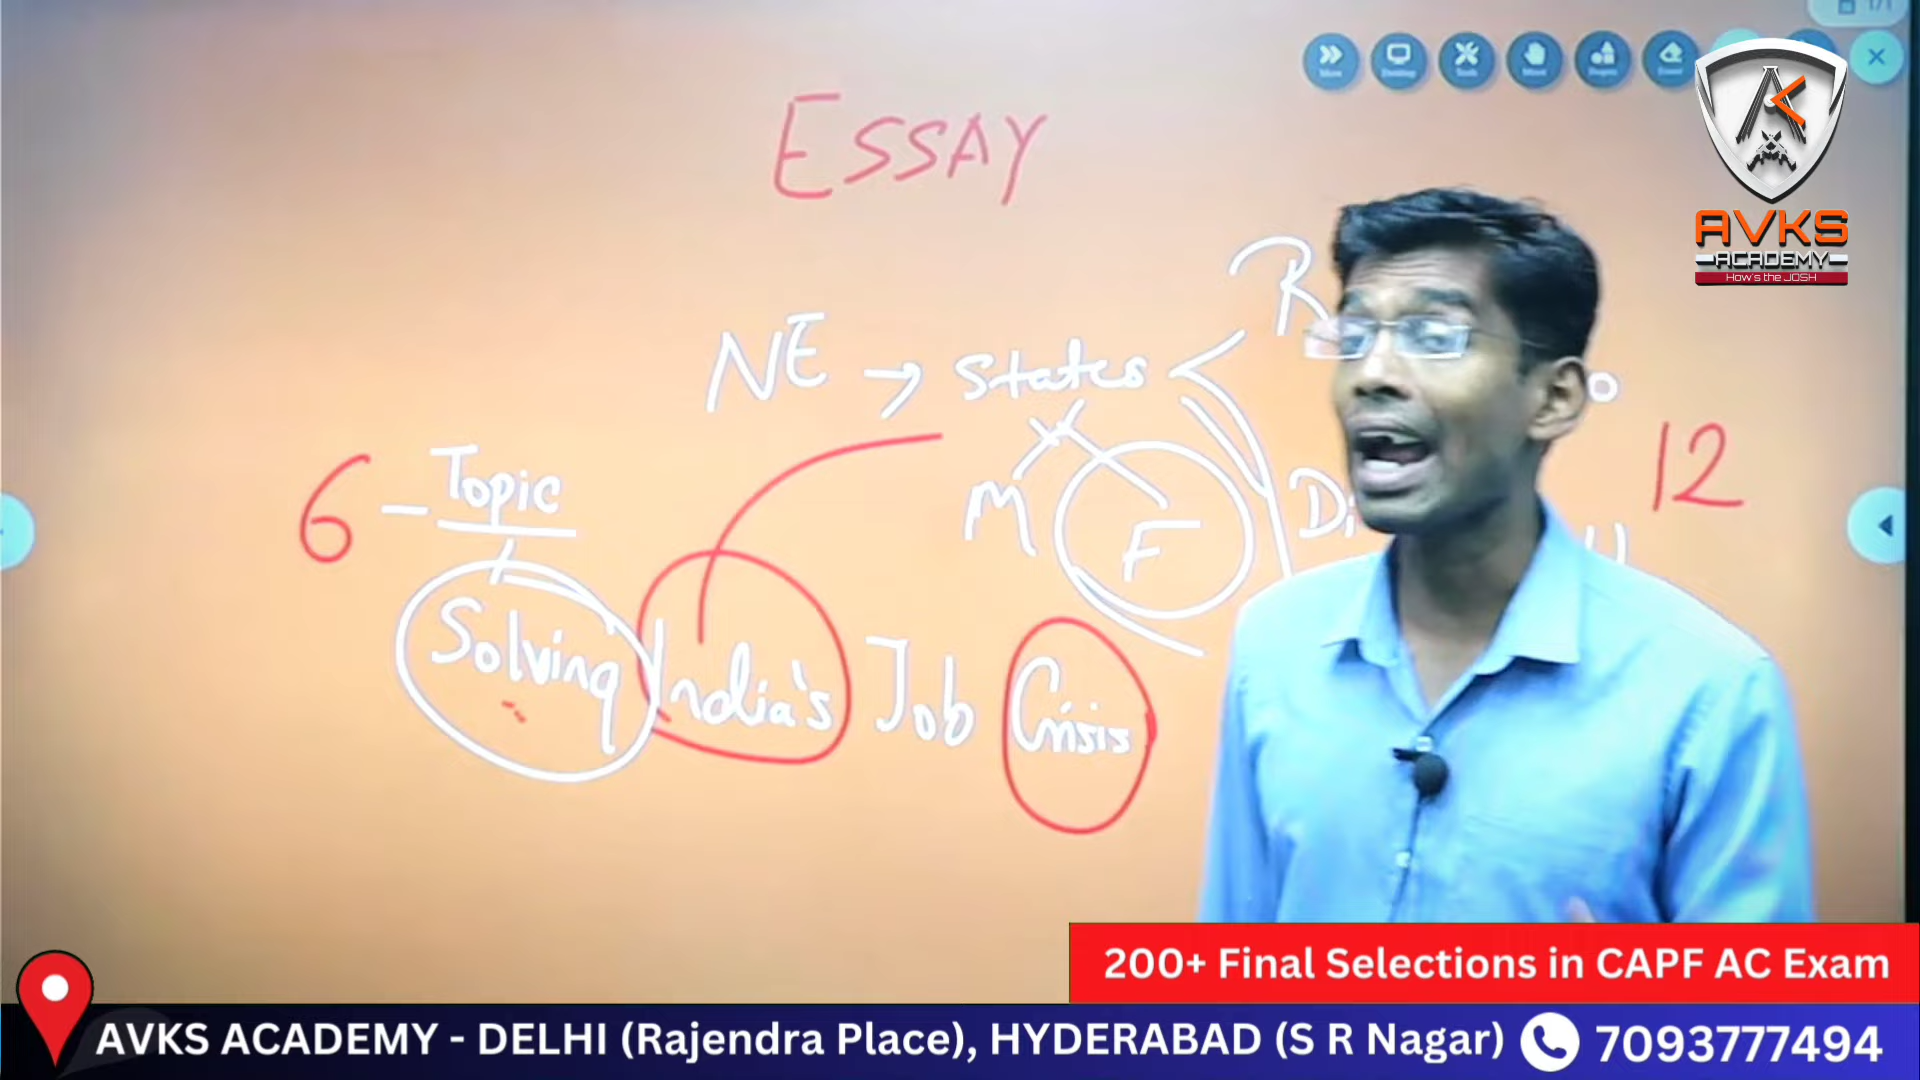 ESSAY
AVKS
ACADEMY
How's the JOSH
R
NE → States
M
F
Di
12
6 - Topic
Solving India's Job Crisis
200+ Final Selections in CAPF AC Exam
AVKS ACADEMY - DELHI (Rajendra Place), HYDERABAD (S R Nagar) 7093777494